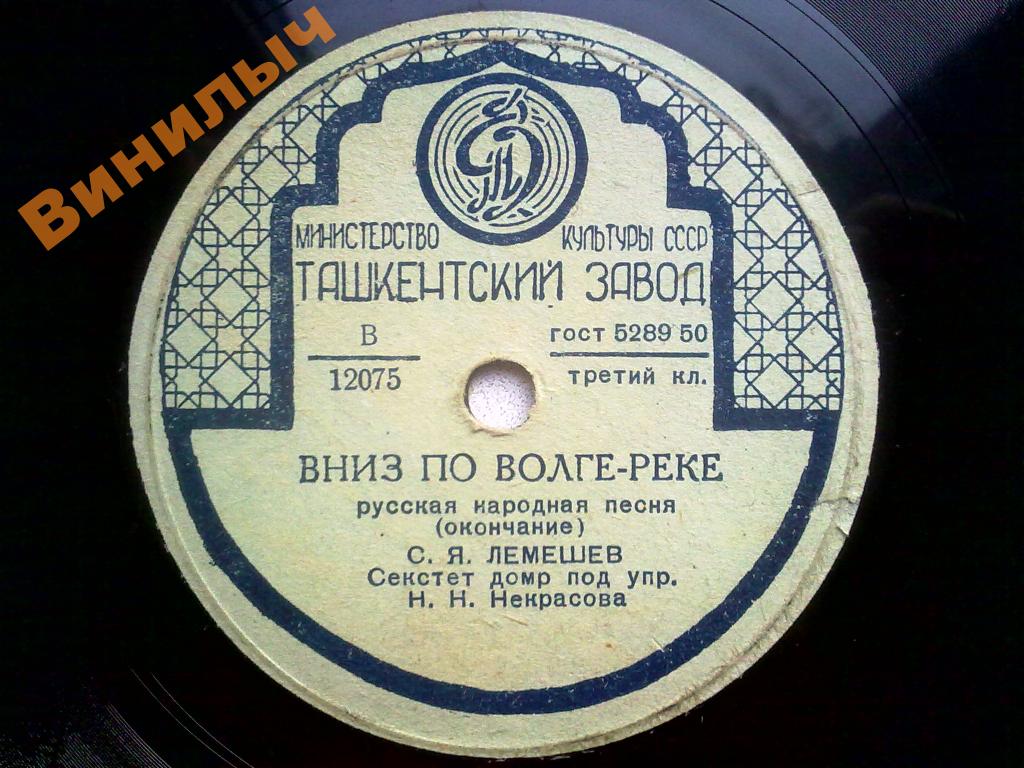 Винилыч
МИНИСТЕРСТВО КУЛЬТУРЫ СССР
ТАШКЕНТСКИЙ ЗАВОД
В ГОСТ 5289 50
12075 третий кл.
ВНИЗ ПО ВОЛГЕ-РЕКЕ
русская народная песня
(окончание)
С. Я. ЛЕМЕШЕВ
Секстет домр под упр.
Н. Н. Некрасова